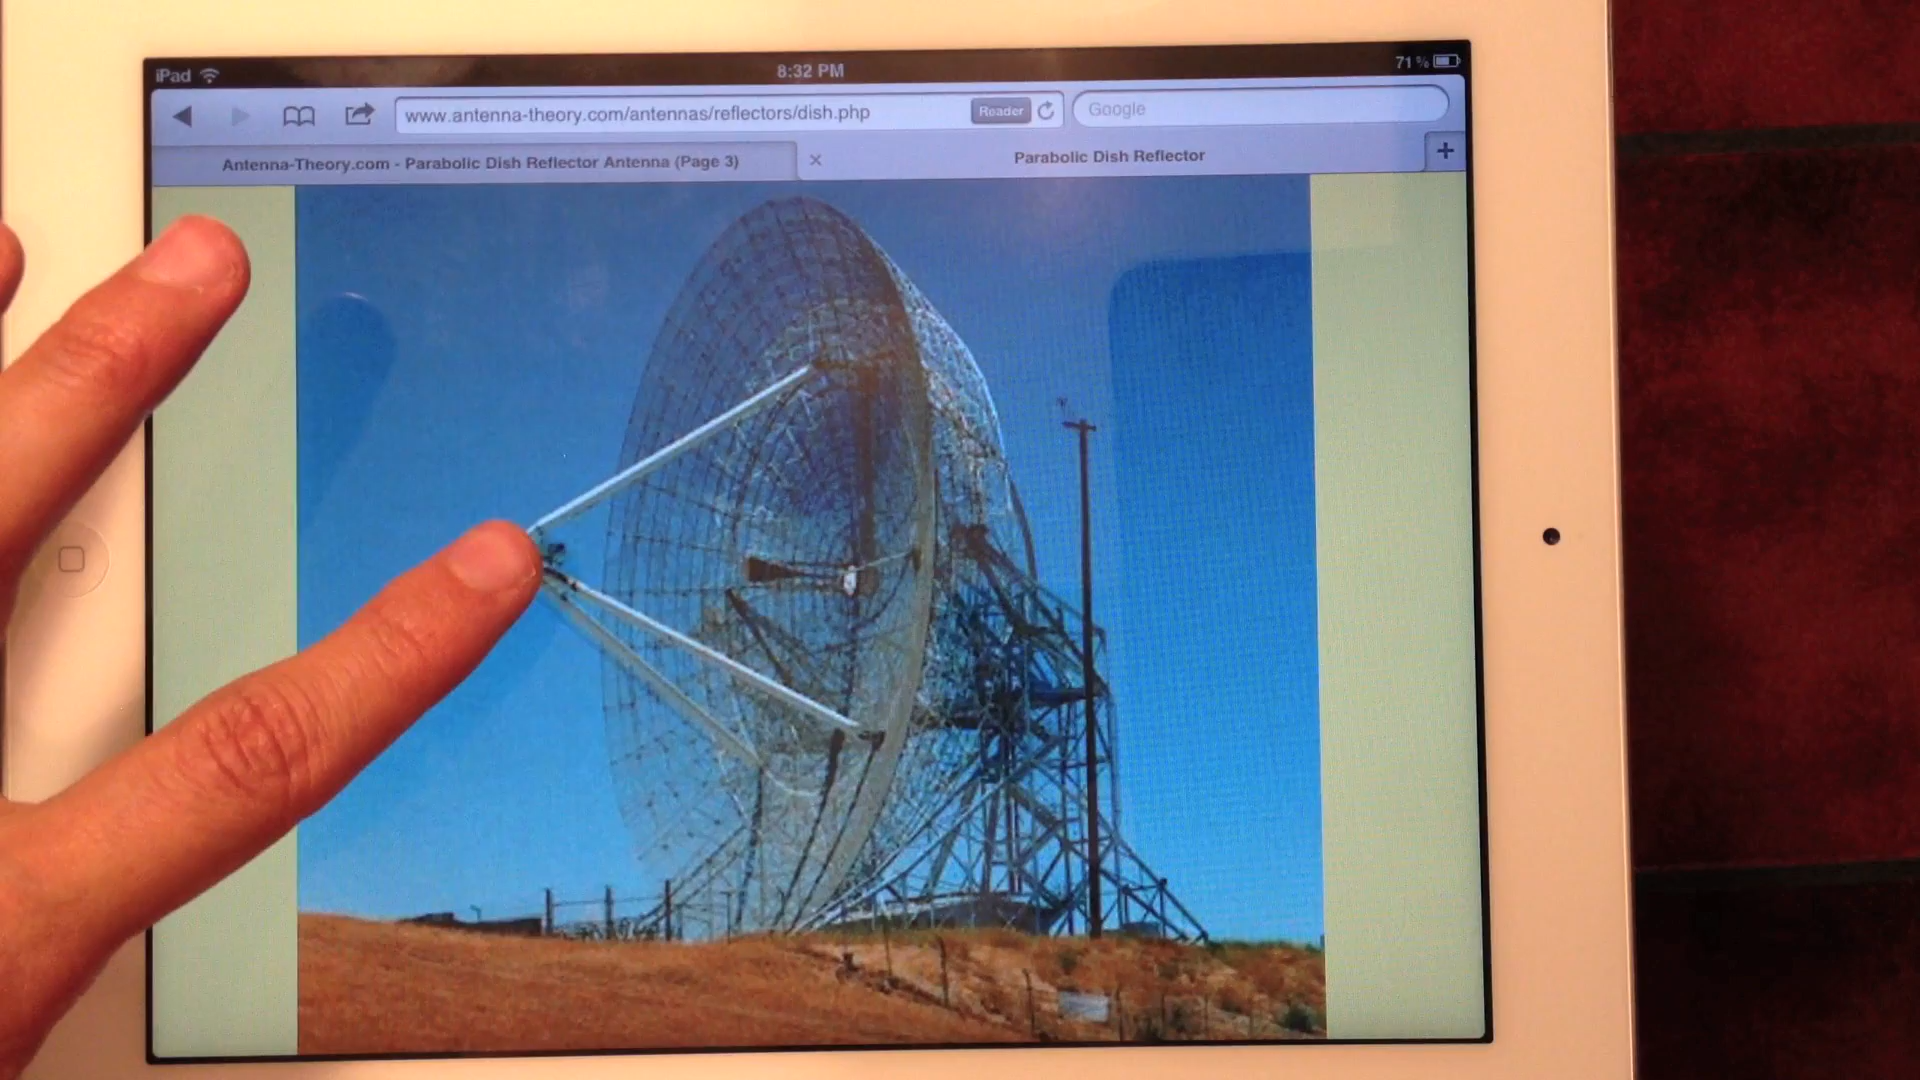 iPad
8:32 PM
71%
www.antenna-theory.com/antennas/reflectors/dish.php
Reader
Google
Antenna-Theory.com - Parabolic Dish Reflector Antenna (Page 3)
Parabolic Dish Reflector